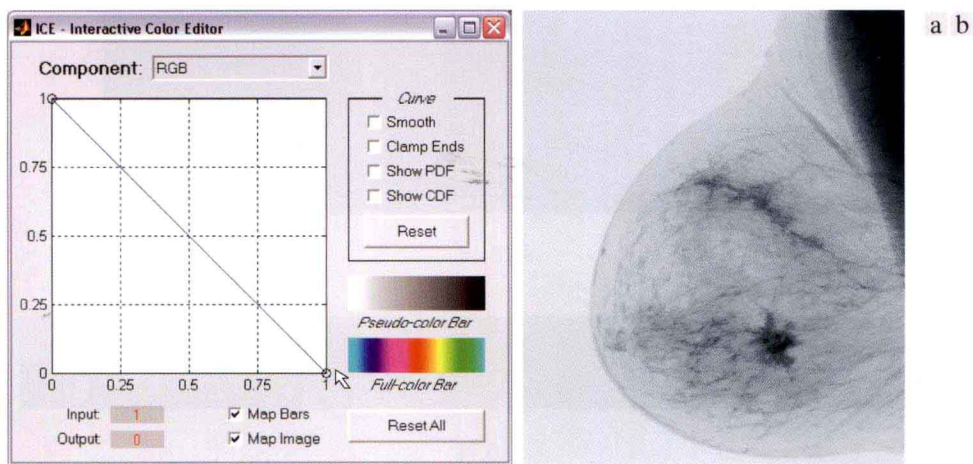 ICE - Interactive Color Editor
a b
Component: RGB
Curve
Smooth
Clamp Ends
Show PDF
Show CDF
Reset
1
0.75
0.5
0.25
0
0 0.25 0.5 0.75 1
Pseudo-color Bar
Full-color Bar
Input: 1
Output: 0
Map Bars
Map Image
Reset All